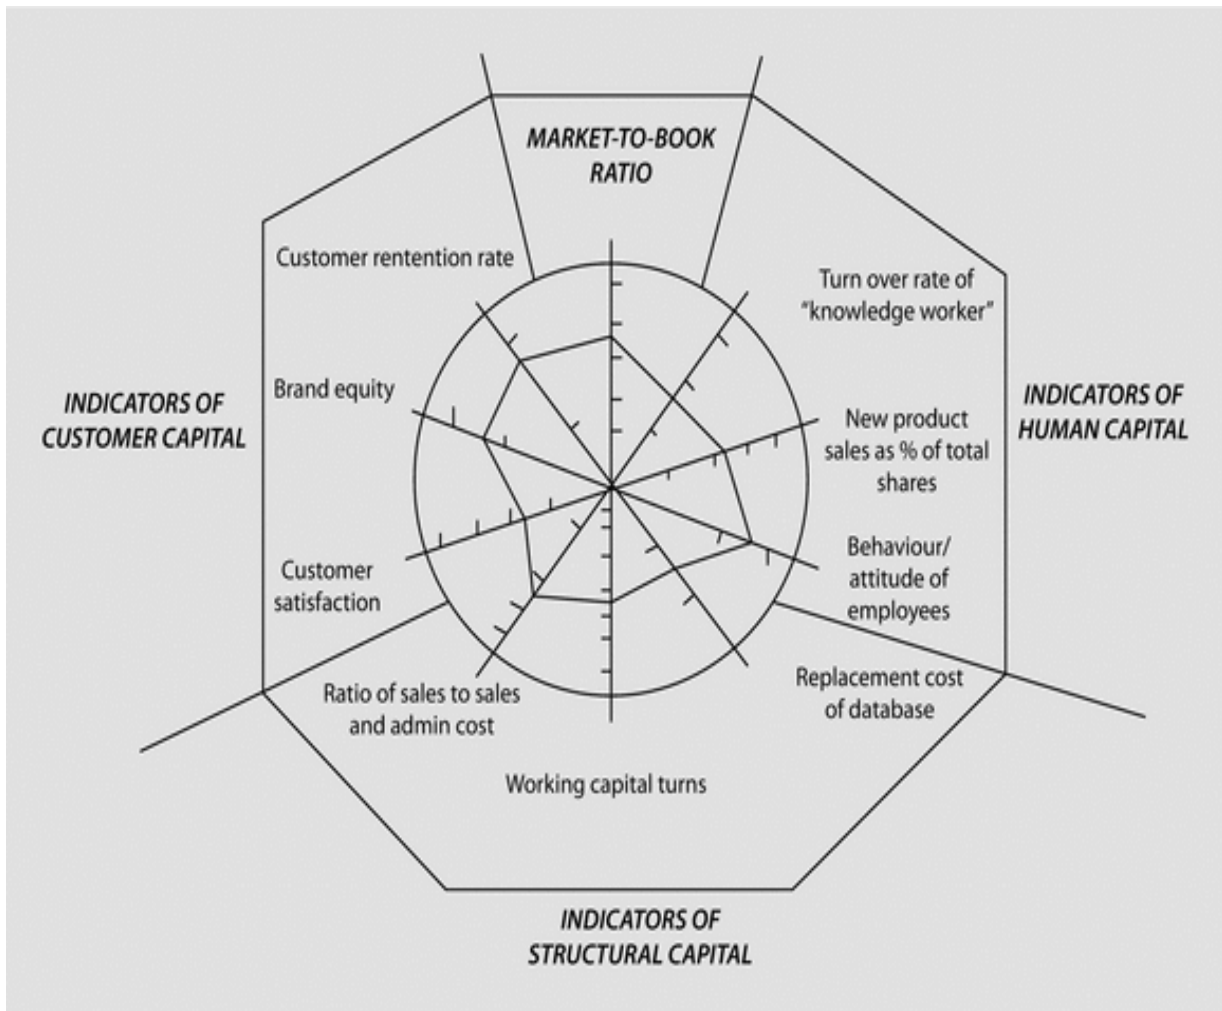 MARKET-TO-BOOK
RATIO
Customer rentention rate
Turn over rate of
“knowledge worker”
Brand equity
INDICATORS OF
CUSTOMER CAPITAL
INDICATORS OF
HUMAN CAPITAL
New product
sales as % of total
shares
Customer
satisfaction
Behaviour/
attitude of
employees
Ratio of sales to sales
and admin cost
Replacement cost
of database
Working capital turns
INDICATORS OF
STRUCTURAL CAPITAL